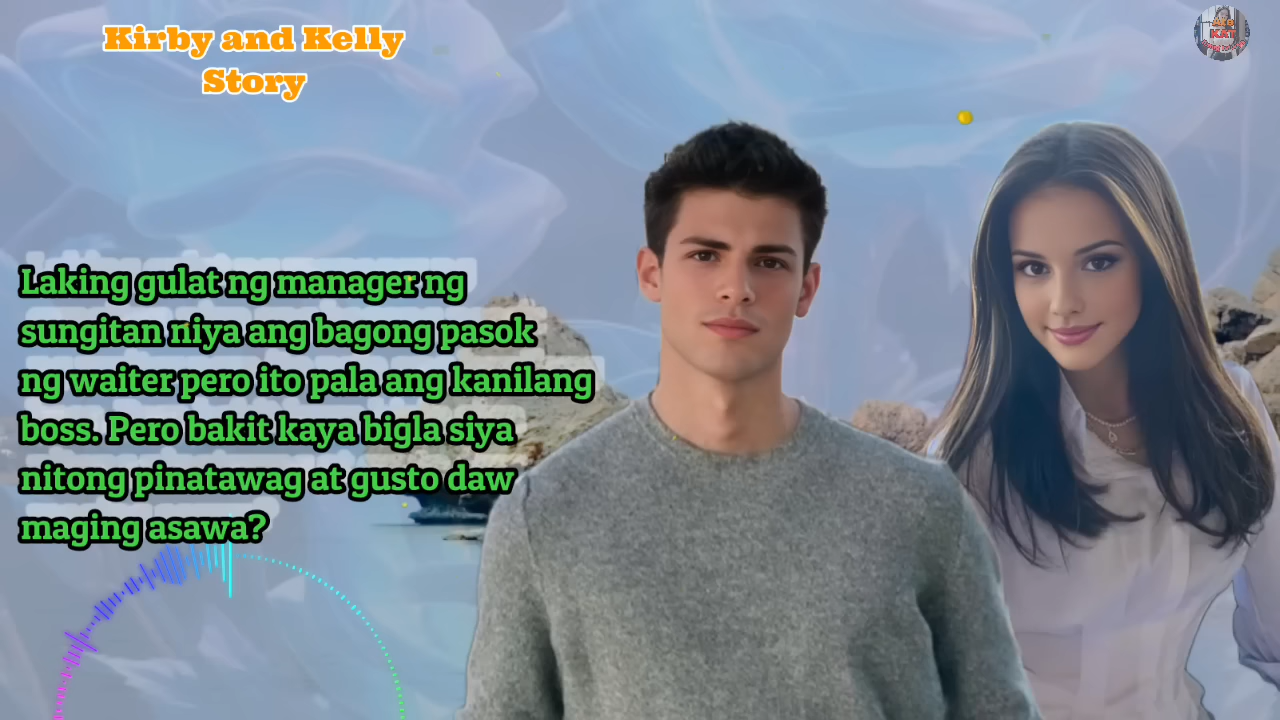 Kirby and Kelly
Story
KAT
Laking gulat ng manager ng
sungitan niya ang bagong pasok
ng waiter pero ito pala ang kanilang
boss. Pero bakit kaya bigla siya
nitong pinatawag at gusto daw
maging asawa?